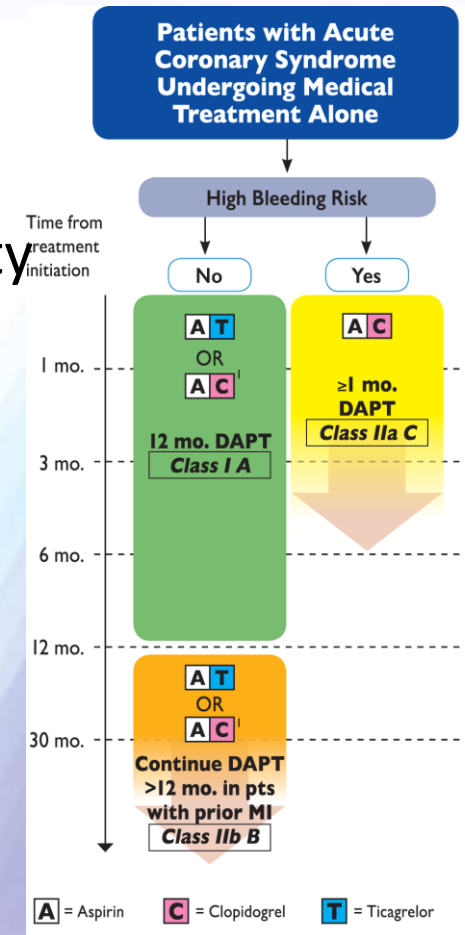 Patients with Acute
Coronary Syndrome
Undergoing Medical
Treatment Alone
High Bleeding Risk
Time from
treatment
initiation
ty
No
Yes
A T
OR
A C 1
12 mo. DAPT
Class I A
A C
≥1 mo.
DAPT
Class IIa C
1 mo.
3 mo.
6 mo.
12 mo.
30 mo.
A T
OR
A C 1
Continue DAPT
>12 mo. in pts
with prior MI
Class IIb B
A = Aspirin C = Clopidogrel T = Ticagrelor